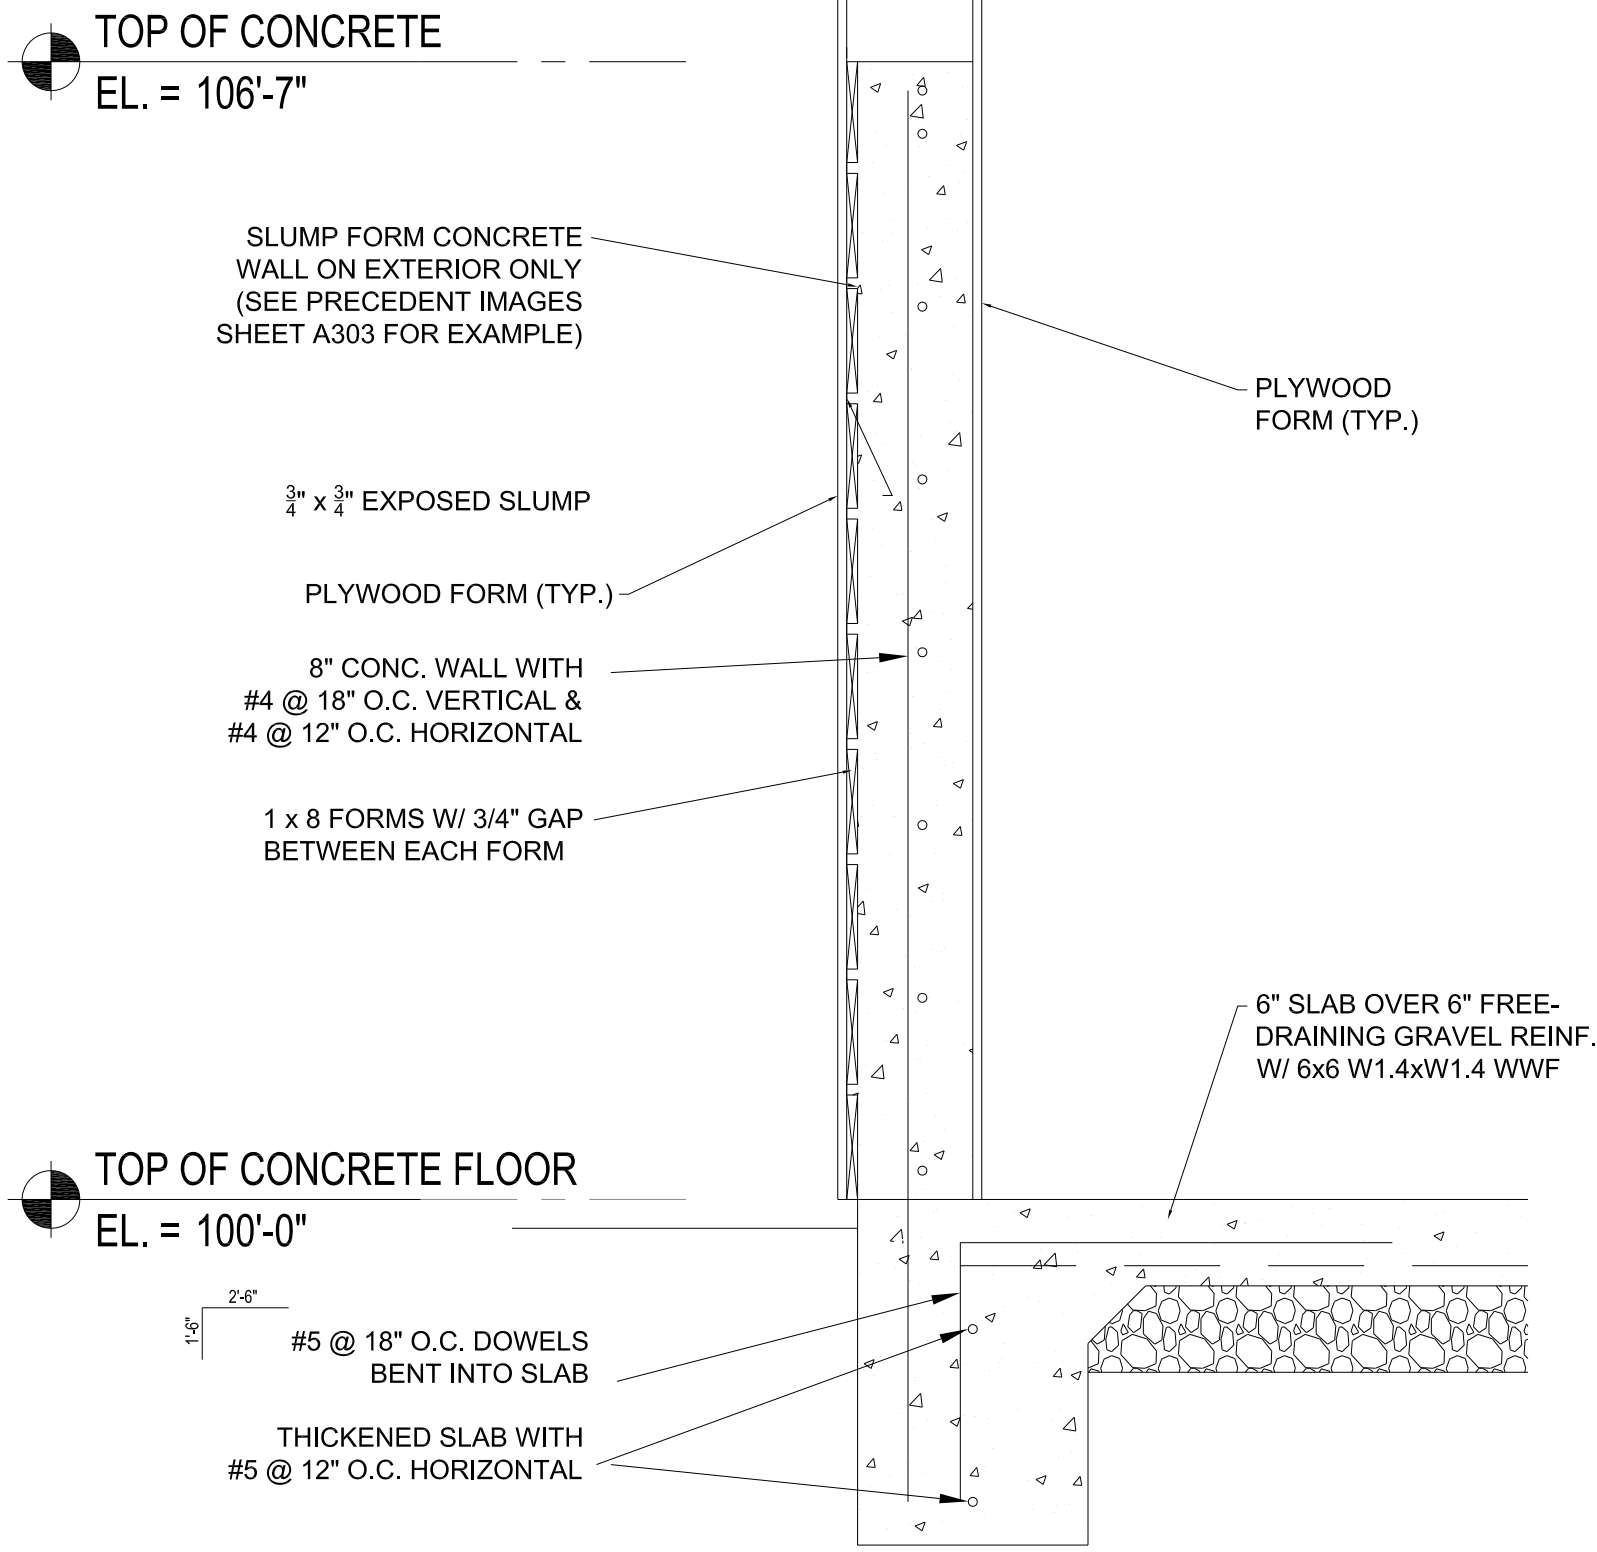 TOP OF CONCRETE
EL. = 106'-7"
SLUMP FORM CONCRETE
WALL ON EXTERIOR ONLY
(SEE PRECEDENT IMAGES
SHEET A303 FOR EXAMPLE)
PLYWOOD
FORM (TYP.)
3/4" x 3/4" EXPOSED SLUMP
PLYWOOD FORM (TYP.)
8" CONC. WALL WITH
#4 @ 18" O.C. VERTICAL &
#4 @ 12" O.C. HORIZONTAL
1 x 8 FORMS W/ 3/4" GAP
BETWEEN EACH FORM
6" SLAB OVER 6" FREE-
DRAINING GRAVEL REINF.
W/ 6x6 W1.4xW1.4 WWF
TOP OF CONCRETE FLOOR
EL. = 100'-0"
2'-6"
1'-6"
#5 @ 18" O.C. DOWELS
BENT INTO SLAB
THICKENED SLAB WITH
#5 @ 12" O.C. HORIZONTAL